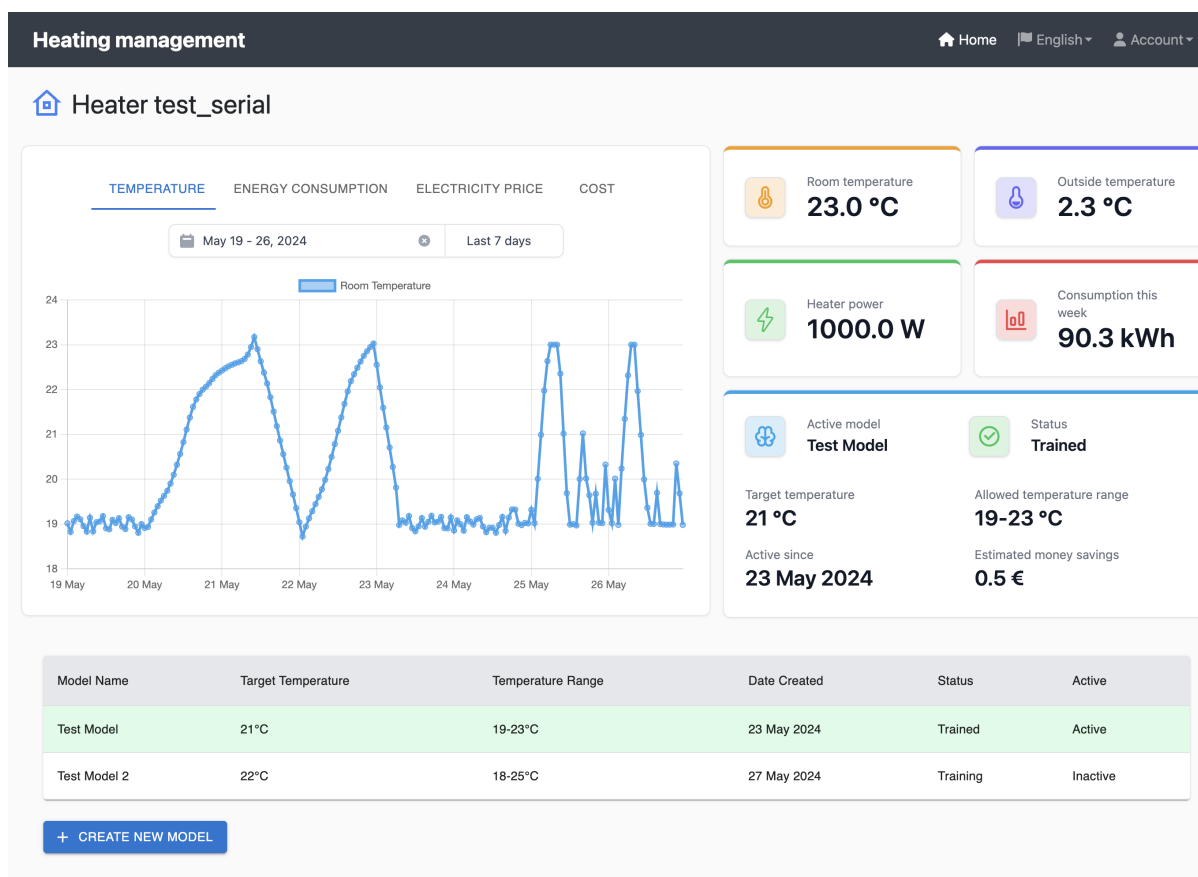 Heating management
Home
English
Account
Heater test_serial
TEMPERATURE ENERGY CONSUMPTION ELECTRICITY PRICE COST
May 19 - 26, 2024
Last 7 days
Room Temperature
24
23
22
21
20
19
18
19 May 20 May 21 May 22 May 23 May 24 May 25 May 26 May
Room temperature
23.0 °C
Outside temperature
2.3 °C
Heater power
1000.0 W
Consumption this
week
90.3 kWh
Active model
Test Model
Status
Trained
Target temperature
21 °C
Allowed temperature range
19-23 °C
Active since
23 May 2024
Estimated money savings
0.5 €
Model Name Target Temperature Temperature Range Date Created Status Active
Test Model 21°C 19-23°C 23 May 2024 Trained Active
Test Model 2 22°C 18-25°C 27 May 2024 Training Inactive
+ CREATE NEW MODEL